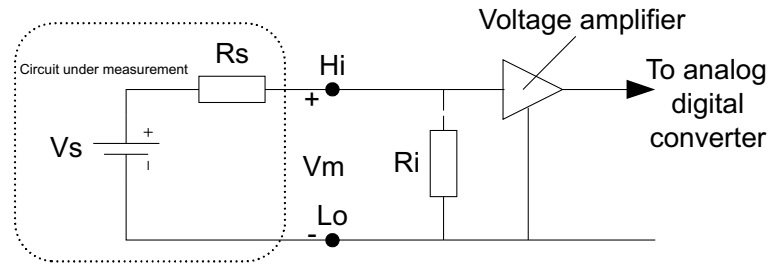 Voltage amplifier
Circuit under measurement
Rs
Hi
To analog
digital
converter
+
+
Vs
Vm
Ri
-
Lo
-